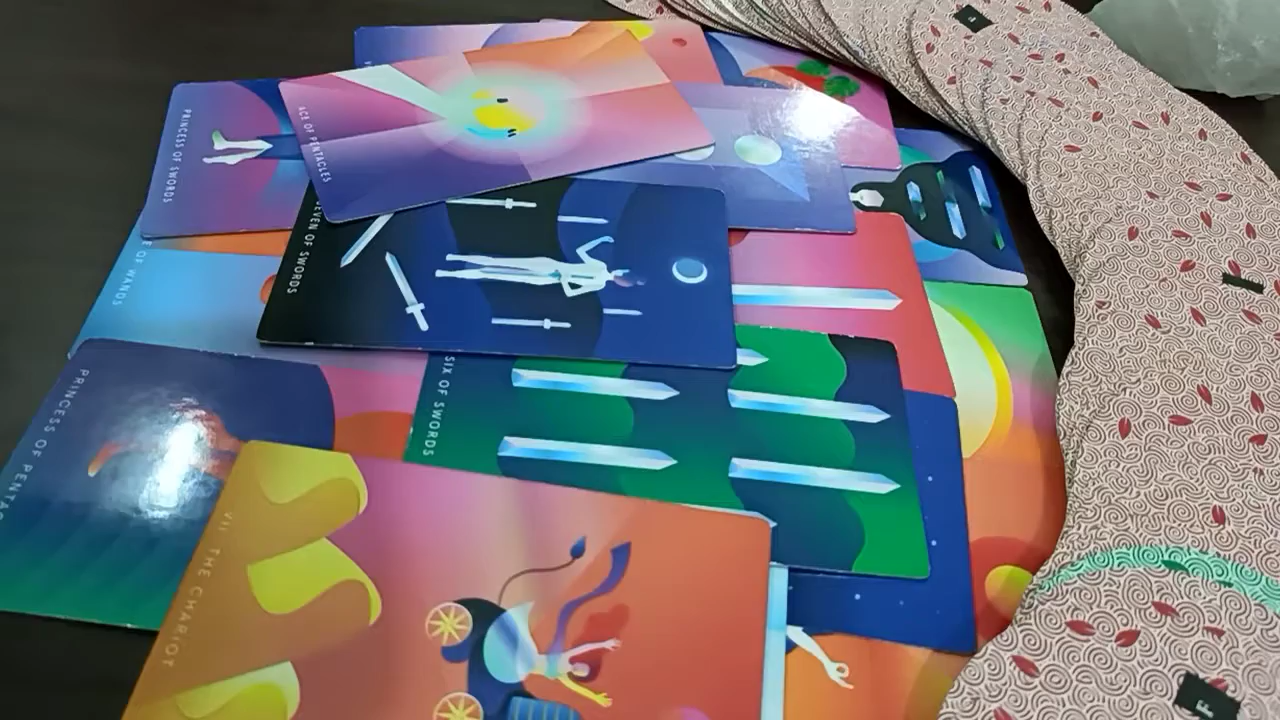 PRINCESS OF SWORDS
ACE OF PENTACLES
EVEN OF SWORDS
E OF WANDS
SIX OF SWORDS
PRINCESS OF PENTAC
VII THE CHARIOT
F